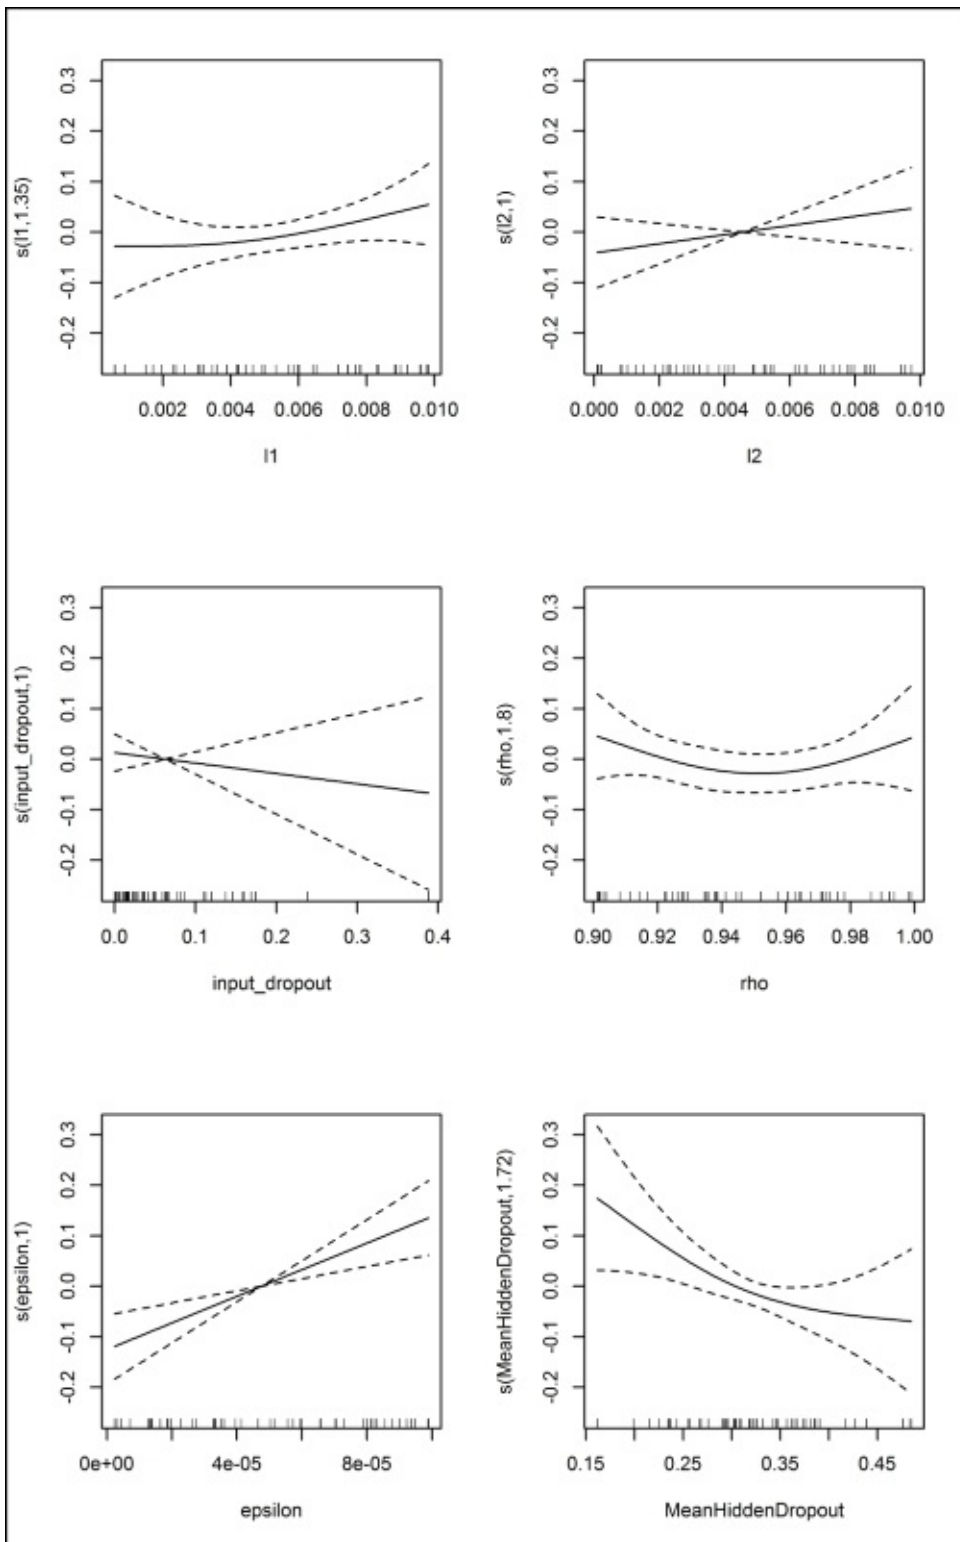 s(l1,1.35)
0.3
0.2
0.1
0.0
-0.1
-0.2
0.002 0.004 0.006 0.008 0.010
l1
s(l2,1)
0.3
0.2
0.1
0.0
-0.1
-0.2
0.000 0.002 0.004 0.006 0.008 0.010
l2
s(input_dropout,1)
0.3
0.2
0.1
0.0
-0.1
-0.2
0.0 0.1 0.2 0.3 0.4
input_dropout
s(rho,1.8)
0.3
0.2
0.1
0.0
-0.1
-0.2
0.90 0.92 0.94 0.96 0.98 1.00
rho
s(epsilon,1)
0.3
0.2
0.1
0.0
-0.1
-0.2
0e+00 4e-05 8e-05
epsilon
s(MeanHiddenDropout,1.72)
0.3
0.2
0.1
0.0
-0.1
-0.2
0.15 0.25 0.35 0.45
MeanHiddenDropout